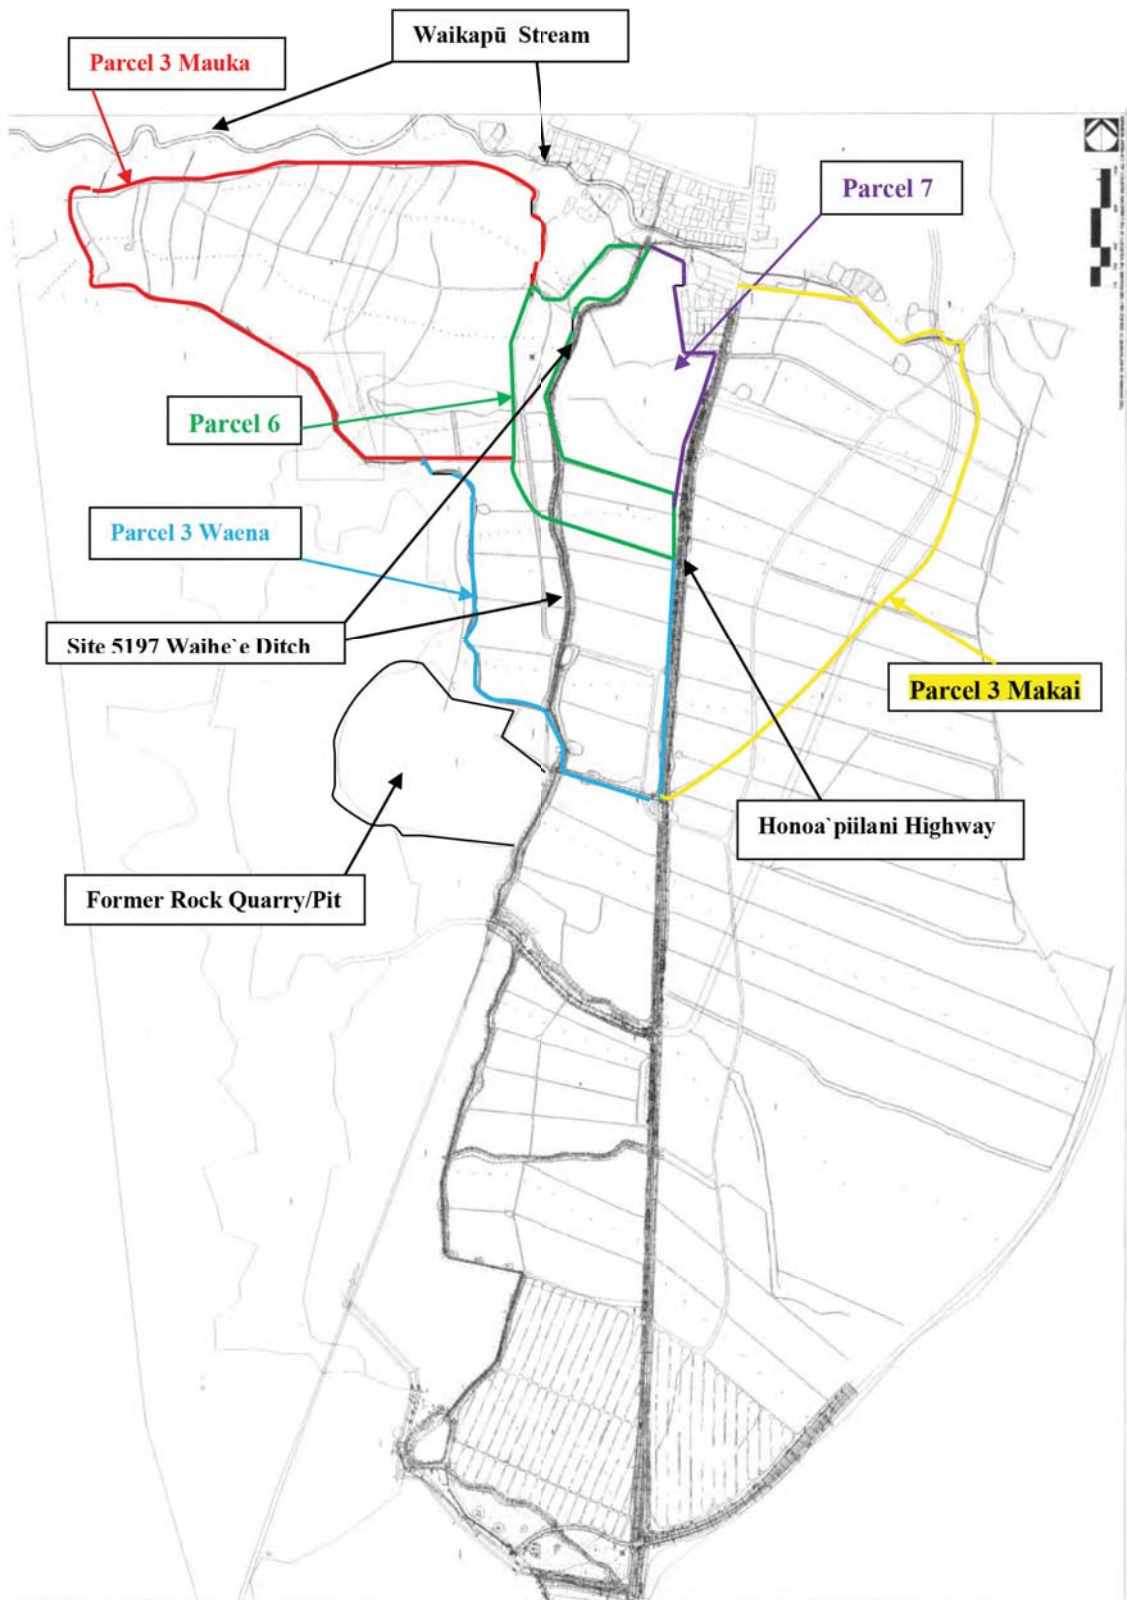 Waikapū Stream
Parcel 3 Mauka
Parcel 7
Parcel 6
Parcel 3 Waena
Site 5197 Waihe`e Ditch
Parcel 3 Makai
Honoa`piilani Highway
Former Rock Quarry/Pit